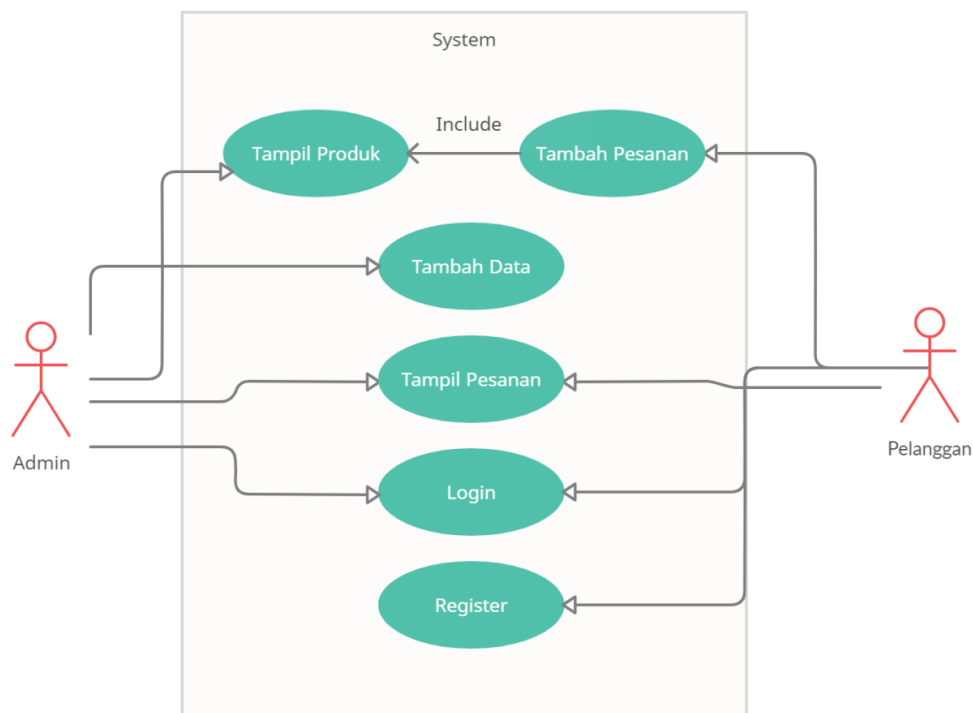 System
Include
Tampil Produk
Tambah Pesanan
Tambah Data
Tampil Pesanan
Admin
Pelanggan
Login
Register